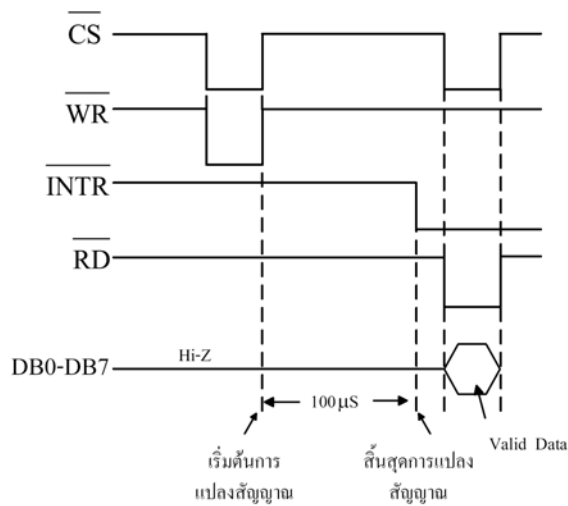 CS
WR
INTR
RD
Hi-Z
DB0-DB7
100µS
Valid Data
เริ่มต้นการ
แปลงสัญญาณ
สิ้นสุดการแปลง
สัญญาณ